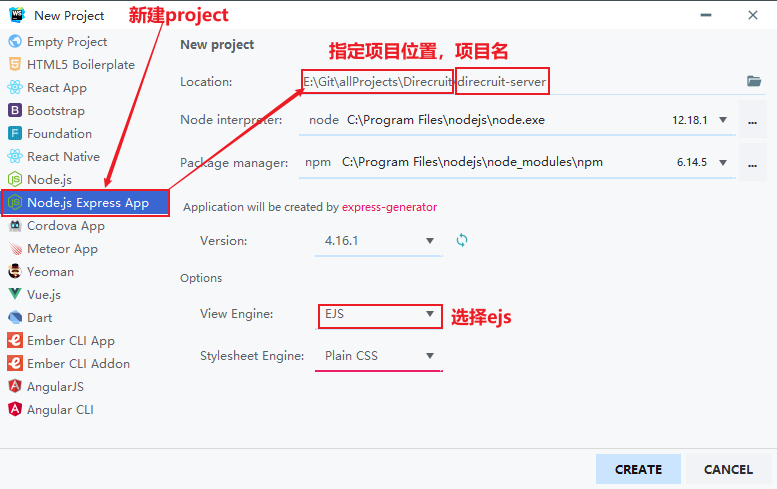 WS
New Project
新建project
Empty Project
HTML5 Boilerplate
React App
Bootstrap
Foundation
React Native
Node.js
Node.js Express App
Cordova App
Meteor App
Yeoman
Vue.js
Dart
Ember CLI App
Ember CLI Addon
AngularJS
Angular CLI
New project
指定项目位置，项目名
Location: E:\Git\allProjects\Direcruit\direcruit-server
Node interpreter: node C:\Program Files\nodejs\node.exe 12.18.1 ...
Package manager: npm C:\Program Files\nodejs\node_modules\npm 6.14.5 ...
Application will be created by express-generator
Version: 4.16.1
Options
View Engine: EJS 选择ejs
Stylesheet Engine: Plain CSS
CREATE CANCEL